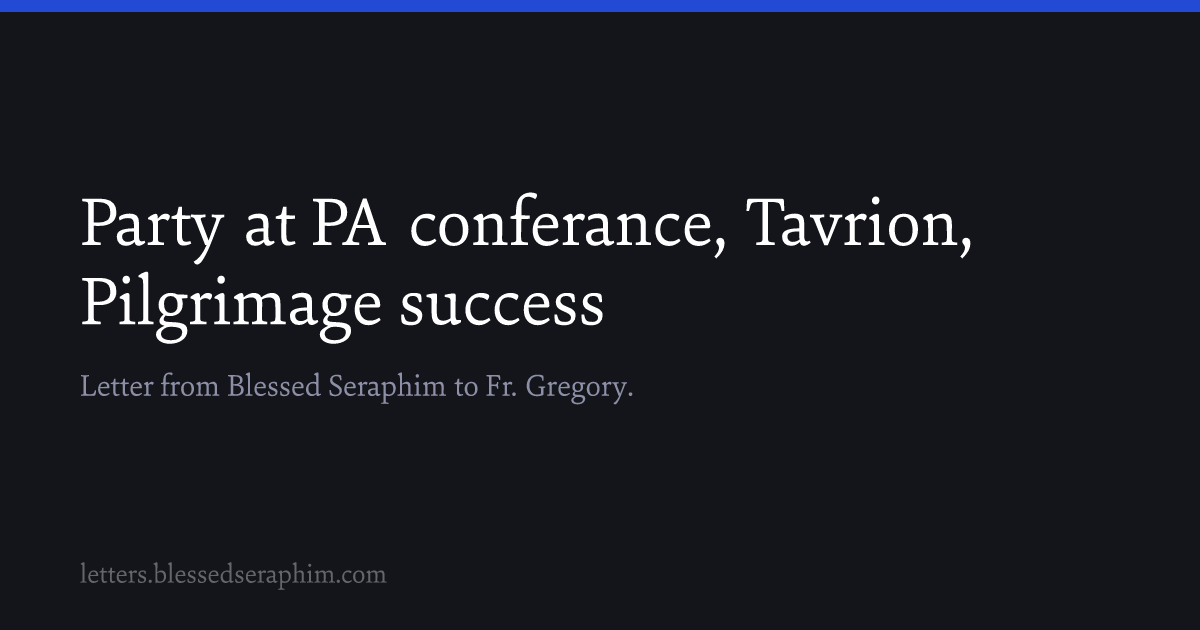 Party at PA conferance, Tavrion,
Pilgrimage success
Letter from Blessed Seraphim to Fr. Gregory.
letters.blessedseraphim.com